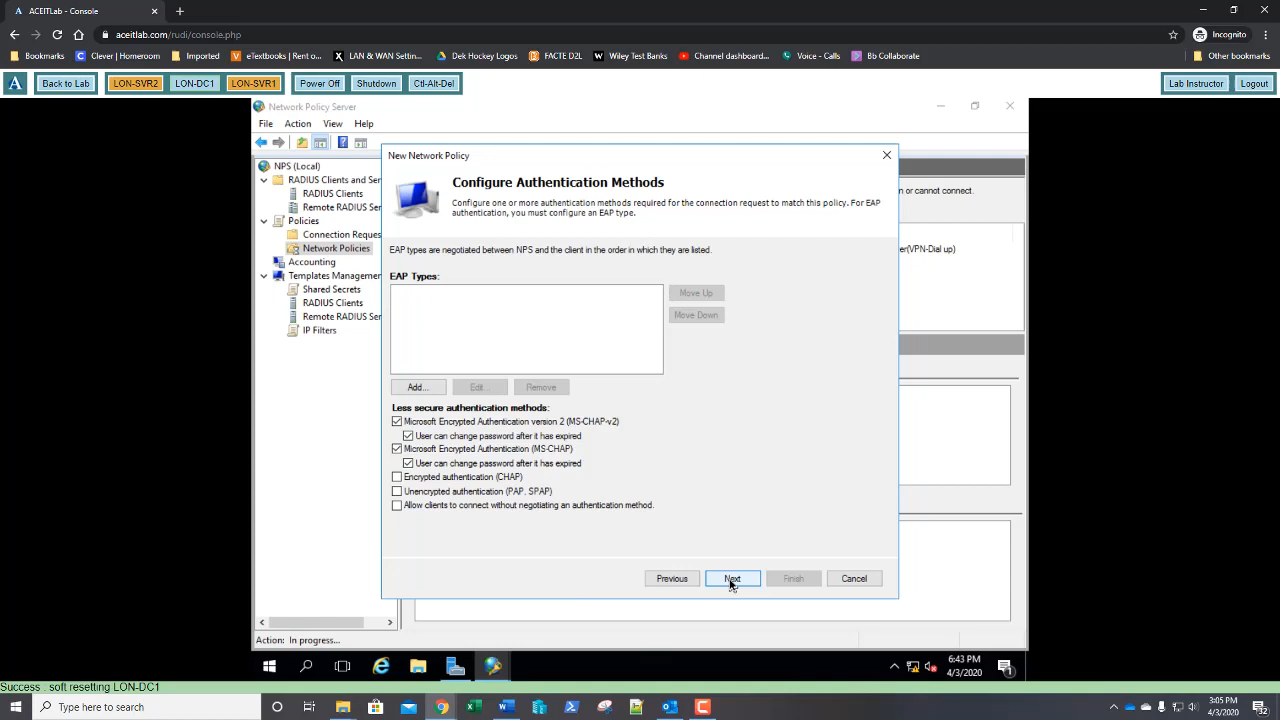 ACEITLab - Console
aceitlab.com/rudi/console.php
Incognito
Bookmarks
Clever | Homeroom
Imported
eTextbooks | Rent o...
LAN & WAN Settin...
Dek Hockey Logos
FACTE D2L
Wiley Test Banks
Channel dashboard...
Voice - Calls
Bb Collaborate
Other bookmarks
A
Back to Lab
LON-SVR2
LON-DC1
LON-SVR1
Power Off
Shutdown
Ctl-Alt-Del
Lab Instructor
Logout
Network Policy Server
File
Action
View
Help
NPS (Local)
RADIUS Clients and Ser
RADIUS Clients
Remote RADIUS Ser
Policies
Connection Reques
Network Policies
Accounting
Templates Managemer
Shared Secrets
RADIUS Clients
Remote RADIUS Ser
IP Filters
n or cannot connect.
er(VPN-Dial up)
New Network Policy
Configure Authentication Methods
Configure one or more authentication methods required for the connection request to match this policy. For EAP
authentication, you must configure an EAP type.
EAP types are negotiated between NPS and the client in the order in which they are listed.
EAP Types:
Move Up
Move Down
Add...
Edit...
Remove
Less secure authentication methods:
Microsoft Encrypted Authentication version 2 (MS-CHAP-v2)
User can change password after it has expired
Microsoft Encrypted Authentication (MS-CHAP)
User can change password after it has expired
Encrypted authentication (CHAP)
Unencrypted authentication (PAP, SPAP)
Allow clients to connect without negotiating an authentication method.
Previous
Next
Finish
Cancel
Action: In progress...
6:43 PM
4/3/2020
Success . soft resetting LON-DC1
Type here to search
3:05 PM
4/3/2020